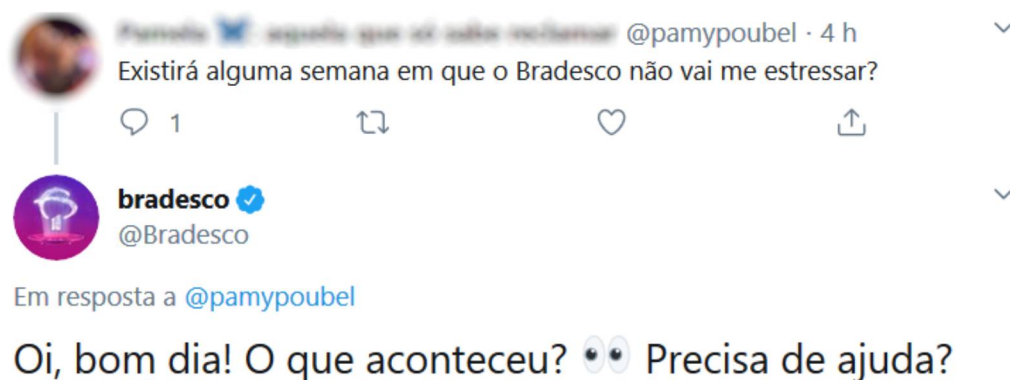 @pamypoubel · 4 h
Existirá alguma semana em que o Bradesco não vai me estressar?
1
bradesco
@Bradesco
Em resposta a @pamypoubel
Oi, bom dia! O que aconteceu? 👀 Precisa de ajuda?